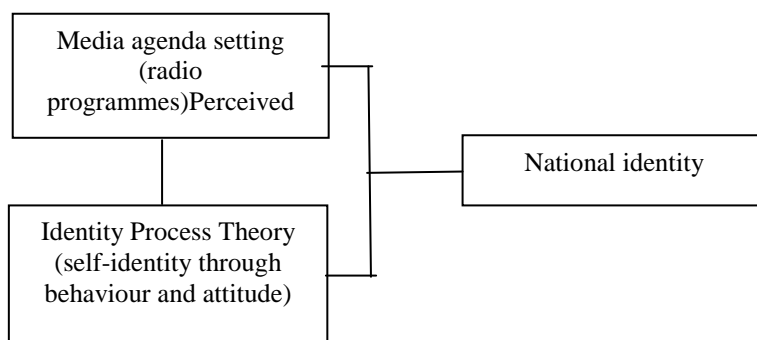 Media agenda setting
(radio
programmes)Perceived
National identity
Identity Process Theory
(self-identity through
behaviour and attitude)